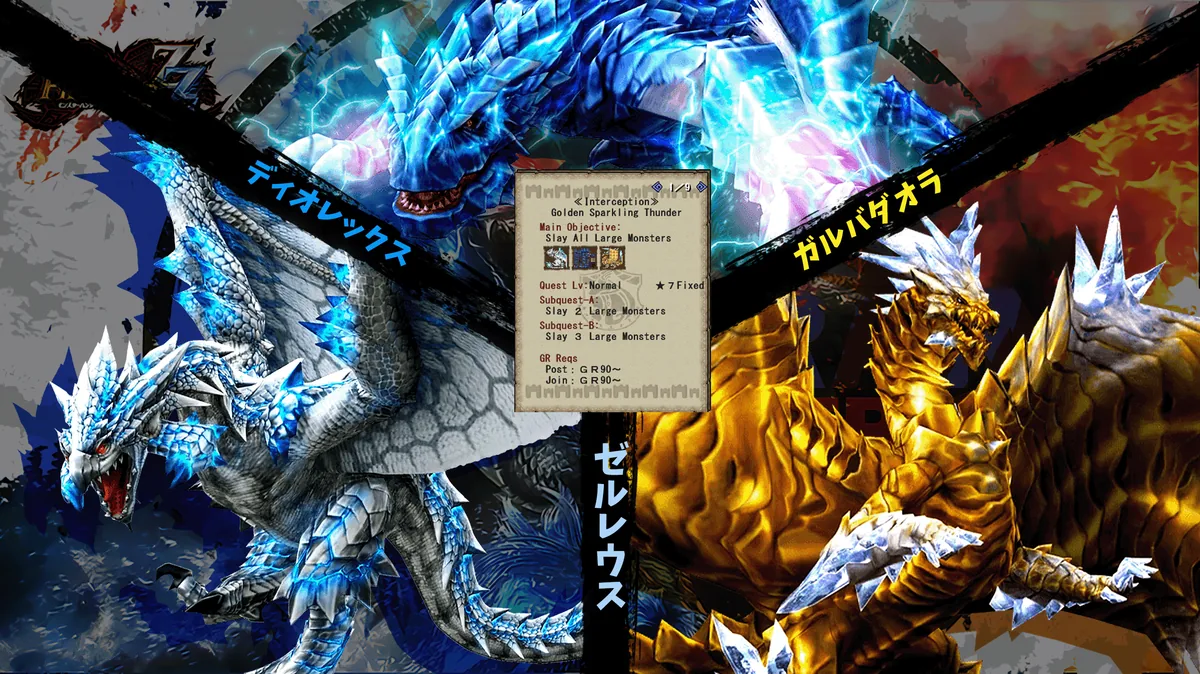 ディオレックス
ガルバダオラ
ゼルレウス
1/9
≪Interception≫
Golden Sparkling Thunder
Main Objective:
Slay All Large Monsters
Quest Lv:Normal ★7Fixed
Subquest-A:
Slay 2 Large Monsters
Subquest-B:
Slay 3 Large Monsters
GR Reqs
Post：GR90～
Join：GR90～